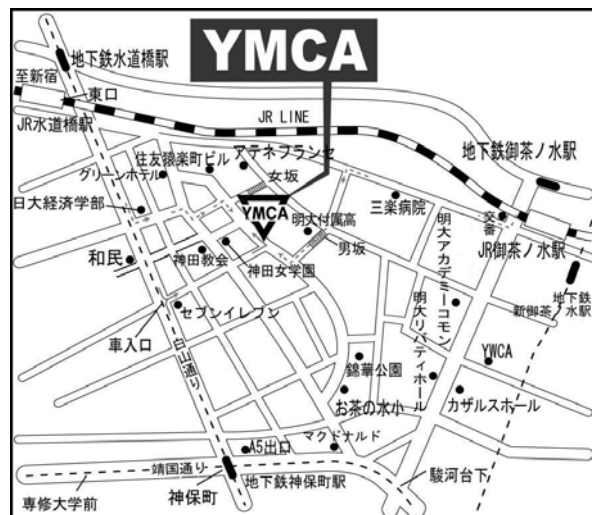 YMCA
地下鉄水道橋駅
至新宿
東口
JR水道橋駅
JR LINE
地下鉄御茶ノ水駅
住友猿楽町ビル
アテネフランセ
グリーンホテル
女坂
日大経済学部
YMCA
明大付属高
三楽病院
交番
JR御茶ノ水駅
男坂
和民
神田教会
神田女学園
明大アカデミーコモン
地下鉄
新御茶ノ水駅
セブンイレブン
車入口
白山通り
明大リバティホール
錦華公園
YWCA
お茶の水小
カザルスホール
マクドナルド
A5出口
靖国通り
専修大学前
神保町
地下鉄神保町駅
駿河台下